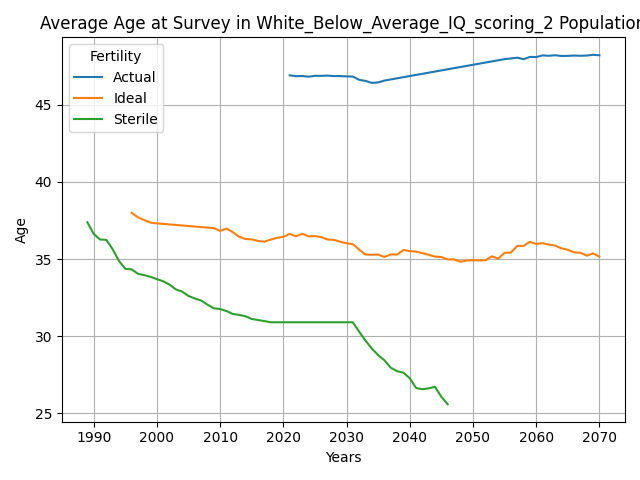 Average Age at Survey in White_Below_Average_IQ_scoring_2 Population
Fertility
Actual
Ideal
Sterile
Age
45
40
35
30
25
1990 2000 2010 2020 2030 2040 2050 2060 2070
Years